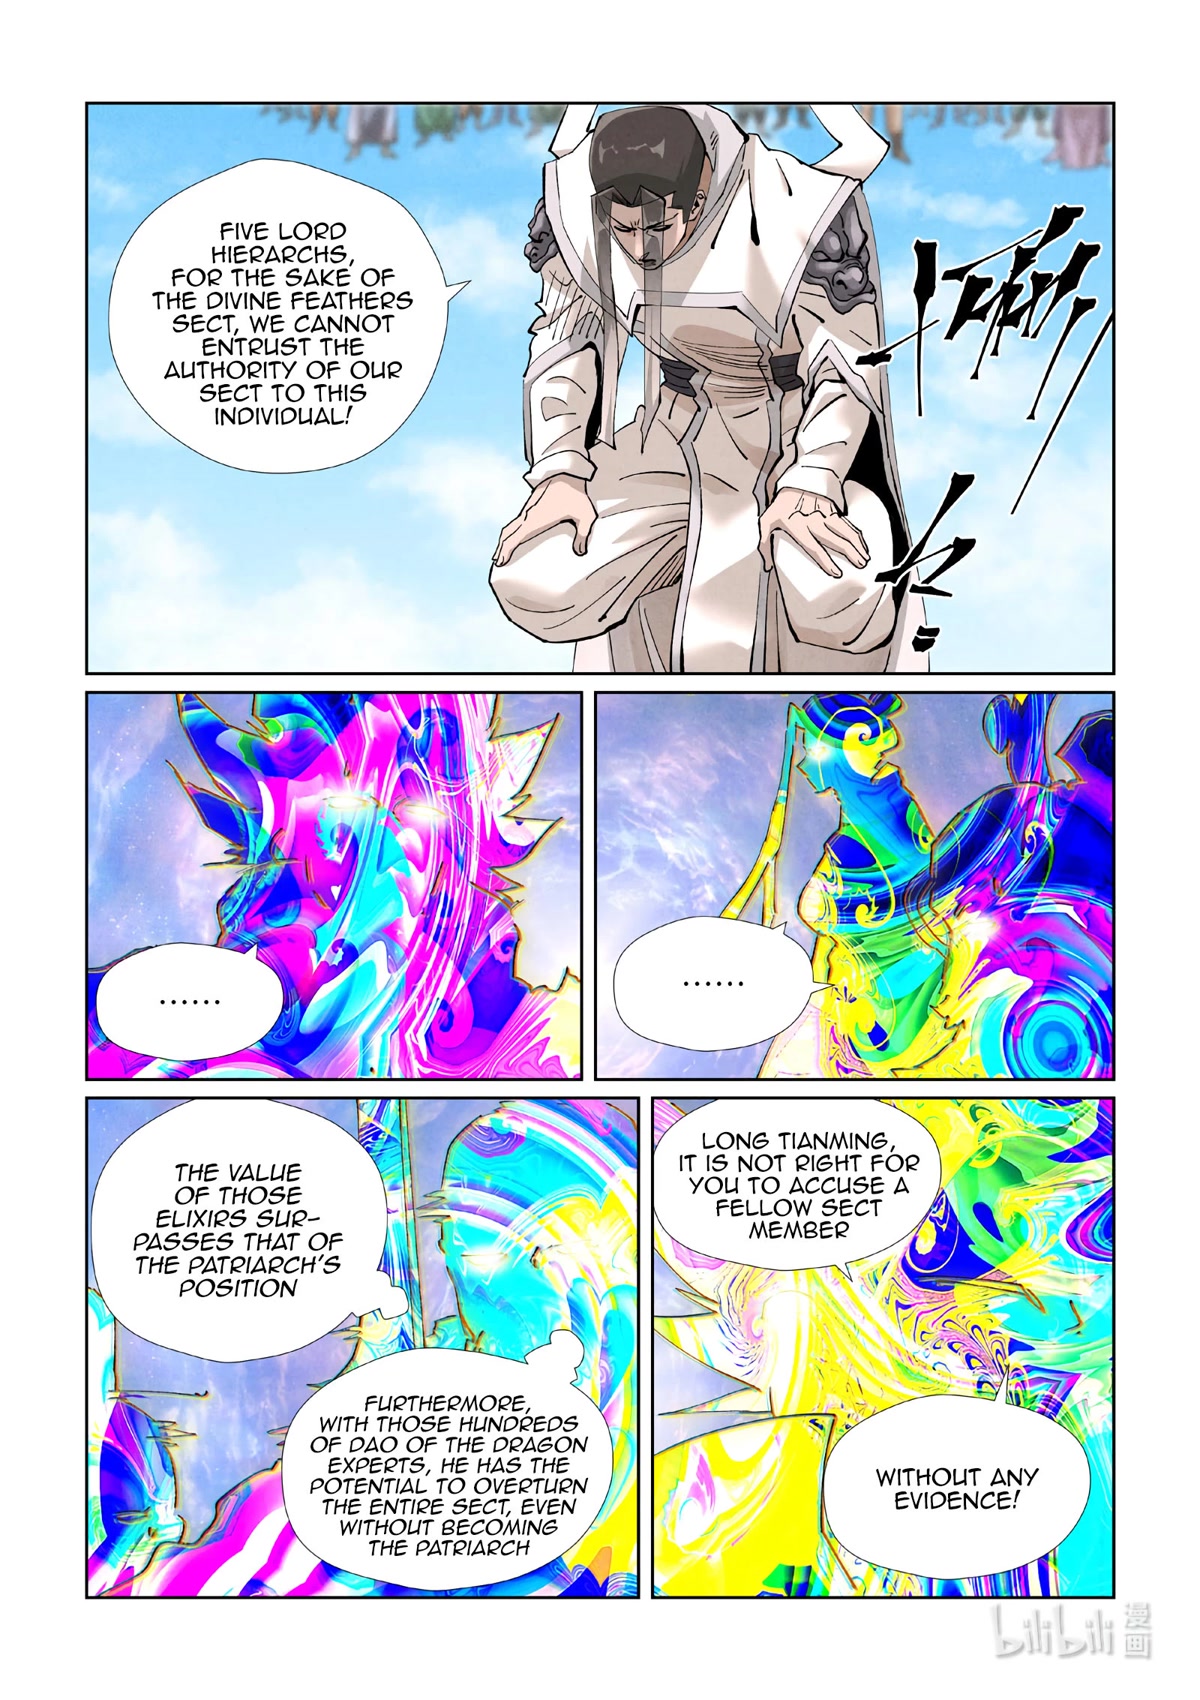 FIVE LORD
HIERARCHS,
FOR THE SAKE OF
THE DIVINE FEATHERS
SECT, WE CANNOT
ENTRUST THE
AUTHORITY OF OUR
SECT TO THIS
INDIVIDUAL!
......
......
THE VALUE
OF THOSE
ELIXIRS SUR-
PASSES THAT OF
THE PATRIARCH'S
POSITION
FURTHERMORE,
WITH THOSE HUNDREDS
OF DAO OF THE DRAGON
EXPERTS, HE HAS THE
POTENTIAL TO OVERTURN
THE ENTIRE SECT, EVEN
WITHOUT BECOMING
THE PATRIARCH
LONG TIANMING,
IT IS NOT RIGHT FOR
YOU TO ACCUSE A
FELLOW SECT
MEMBER
WITHOUT ANY
EVIDENCE!
bilibili 漫画